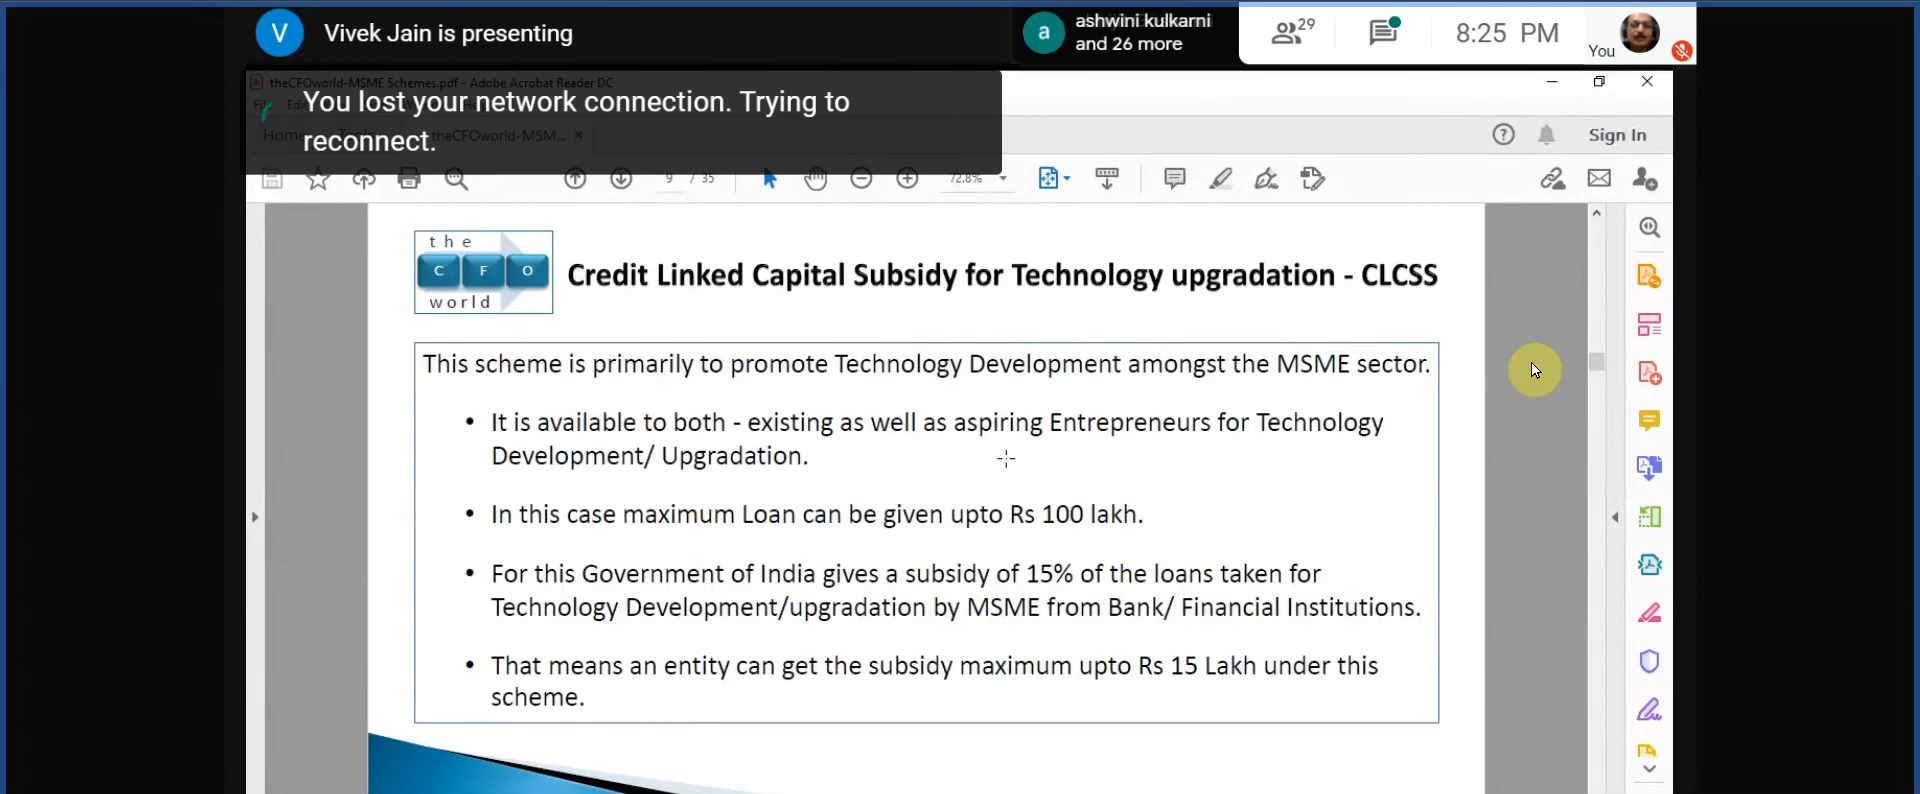 V
Vivek Jain is presenting
a
ashwini kulkarni
and 26 more
29
8:25 PM
You
theCFOworld-MSME Schemes.pdf - Adobe Acrobat Reader DC
You lost your network connection. Trying to
reconnect.
Home
theCFOworld-MSM...
Sign In
9 / 35
72.8%
the
C F O
world
Credit Linked Capital Subsidy for Technology upgradation - CLCSS
This scheme is primarily to promote Technology Development amongst the MSME sector.
• It is available to both - existing as well as aspiring Entrepreneurs for Technology
Development/ Upgradation.
• In this case maximum Loan can be given upto Rs 100 lakh.
• For this Government of India gives a subsidy of 15% of the loans taken for
Technology Development/upgradation by MSME from Bank/ Financial Institutions.
• That means an entity can get the subsidy maximum upto Rs 15 Lakh under this
scheme.